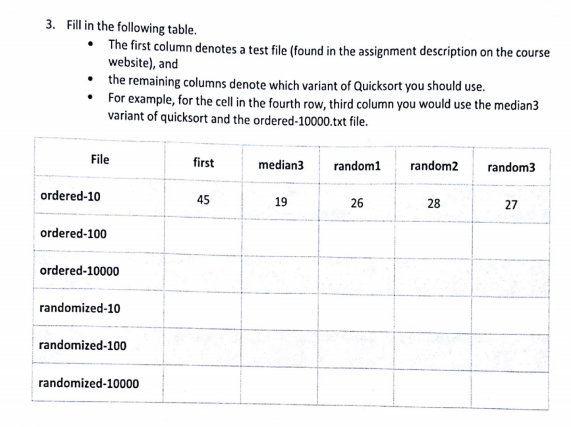 3. Fill in the following table.
• The first column denotes a test file (found in the assignment description on the course
website), and
• the remaining columns denote which variant of Quicksort you should use.
• For example, for the cell in the fourth row, third column you would use the median3
variant of quicksort and the ordered-10000.txt file.
File first median3 random1 random2 random3
ordered-10 45 19 26 28 27
ordered-100
ordered-10000
randomized-10
randomized-100
randomized-10000